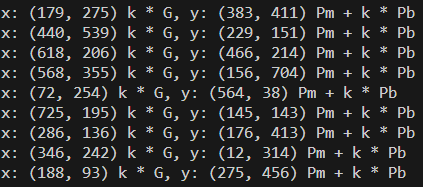 x: (179, 275) k * G, y: (383, 411) Pm + k * Pb
x: (440, 539) k * G, y: (229, 151) Pm + k * Pb
x: (618, 206) k * G, y: (466, 214) Pm + k * Pb
x: (568, 355) k * G, y: (156, 704) Pm + k * Pb
x: (72, 254) k * G, y: (564, 38) Pm + k * Pb
x: (725, 195) k * G, y: (145, 143) Pm + k * Pb
x: (286, 136) k * G, y: (176, 413) Pm + k * Pb
x: (346, 242) k * G, y: (12, 314) Pm + k * Pb
x: (188, 93) k * G, y: (275, 456) Pm + k * Pb